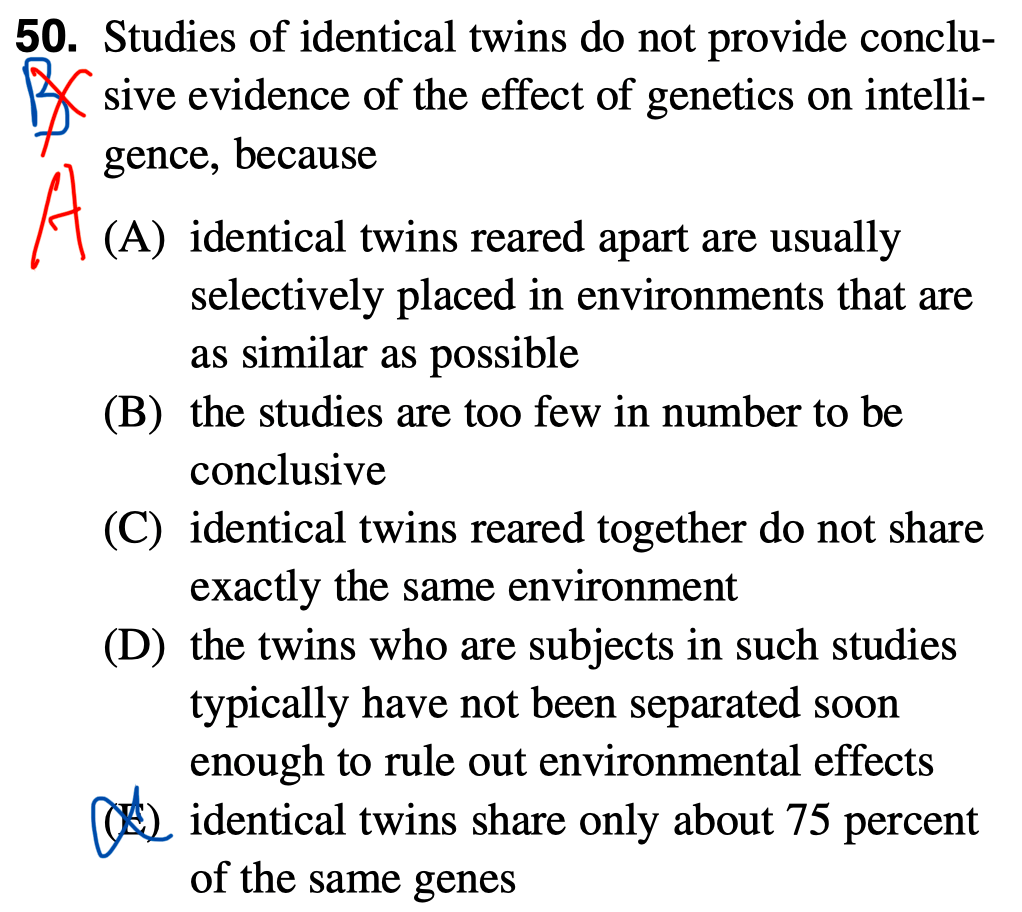 50. Studies of identical twins do not provide conclu-
B sive evidence of the effect of genetics on intelli-
gence, because
A (A) identical twins reared apart are usually
selectively placed in environments that are
as similar as possible
(B) the studies are too few in number to be
conclusive
(C) identical twins reared together do not share
exactly the same environment
(D) the twins who are subjects in such studies
typically have not been separated soon
enough to rule out environmental effects
(E) identical twins share only about 75 percent
of the same genes